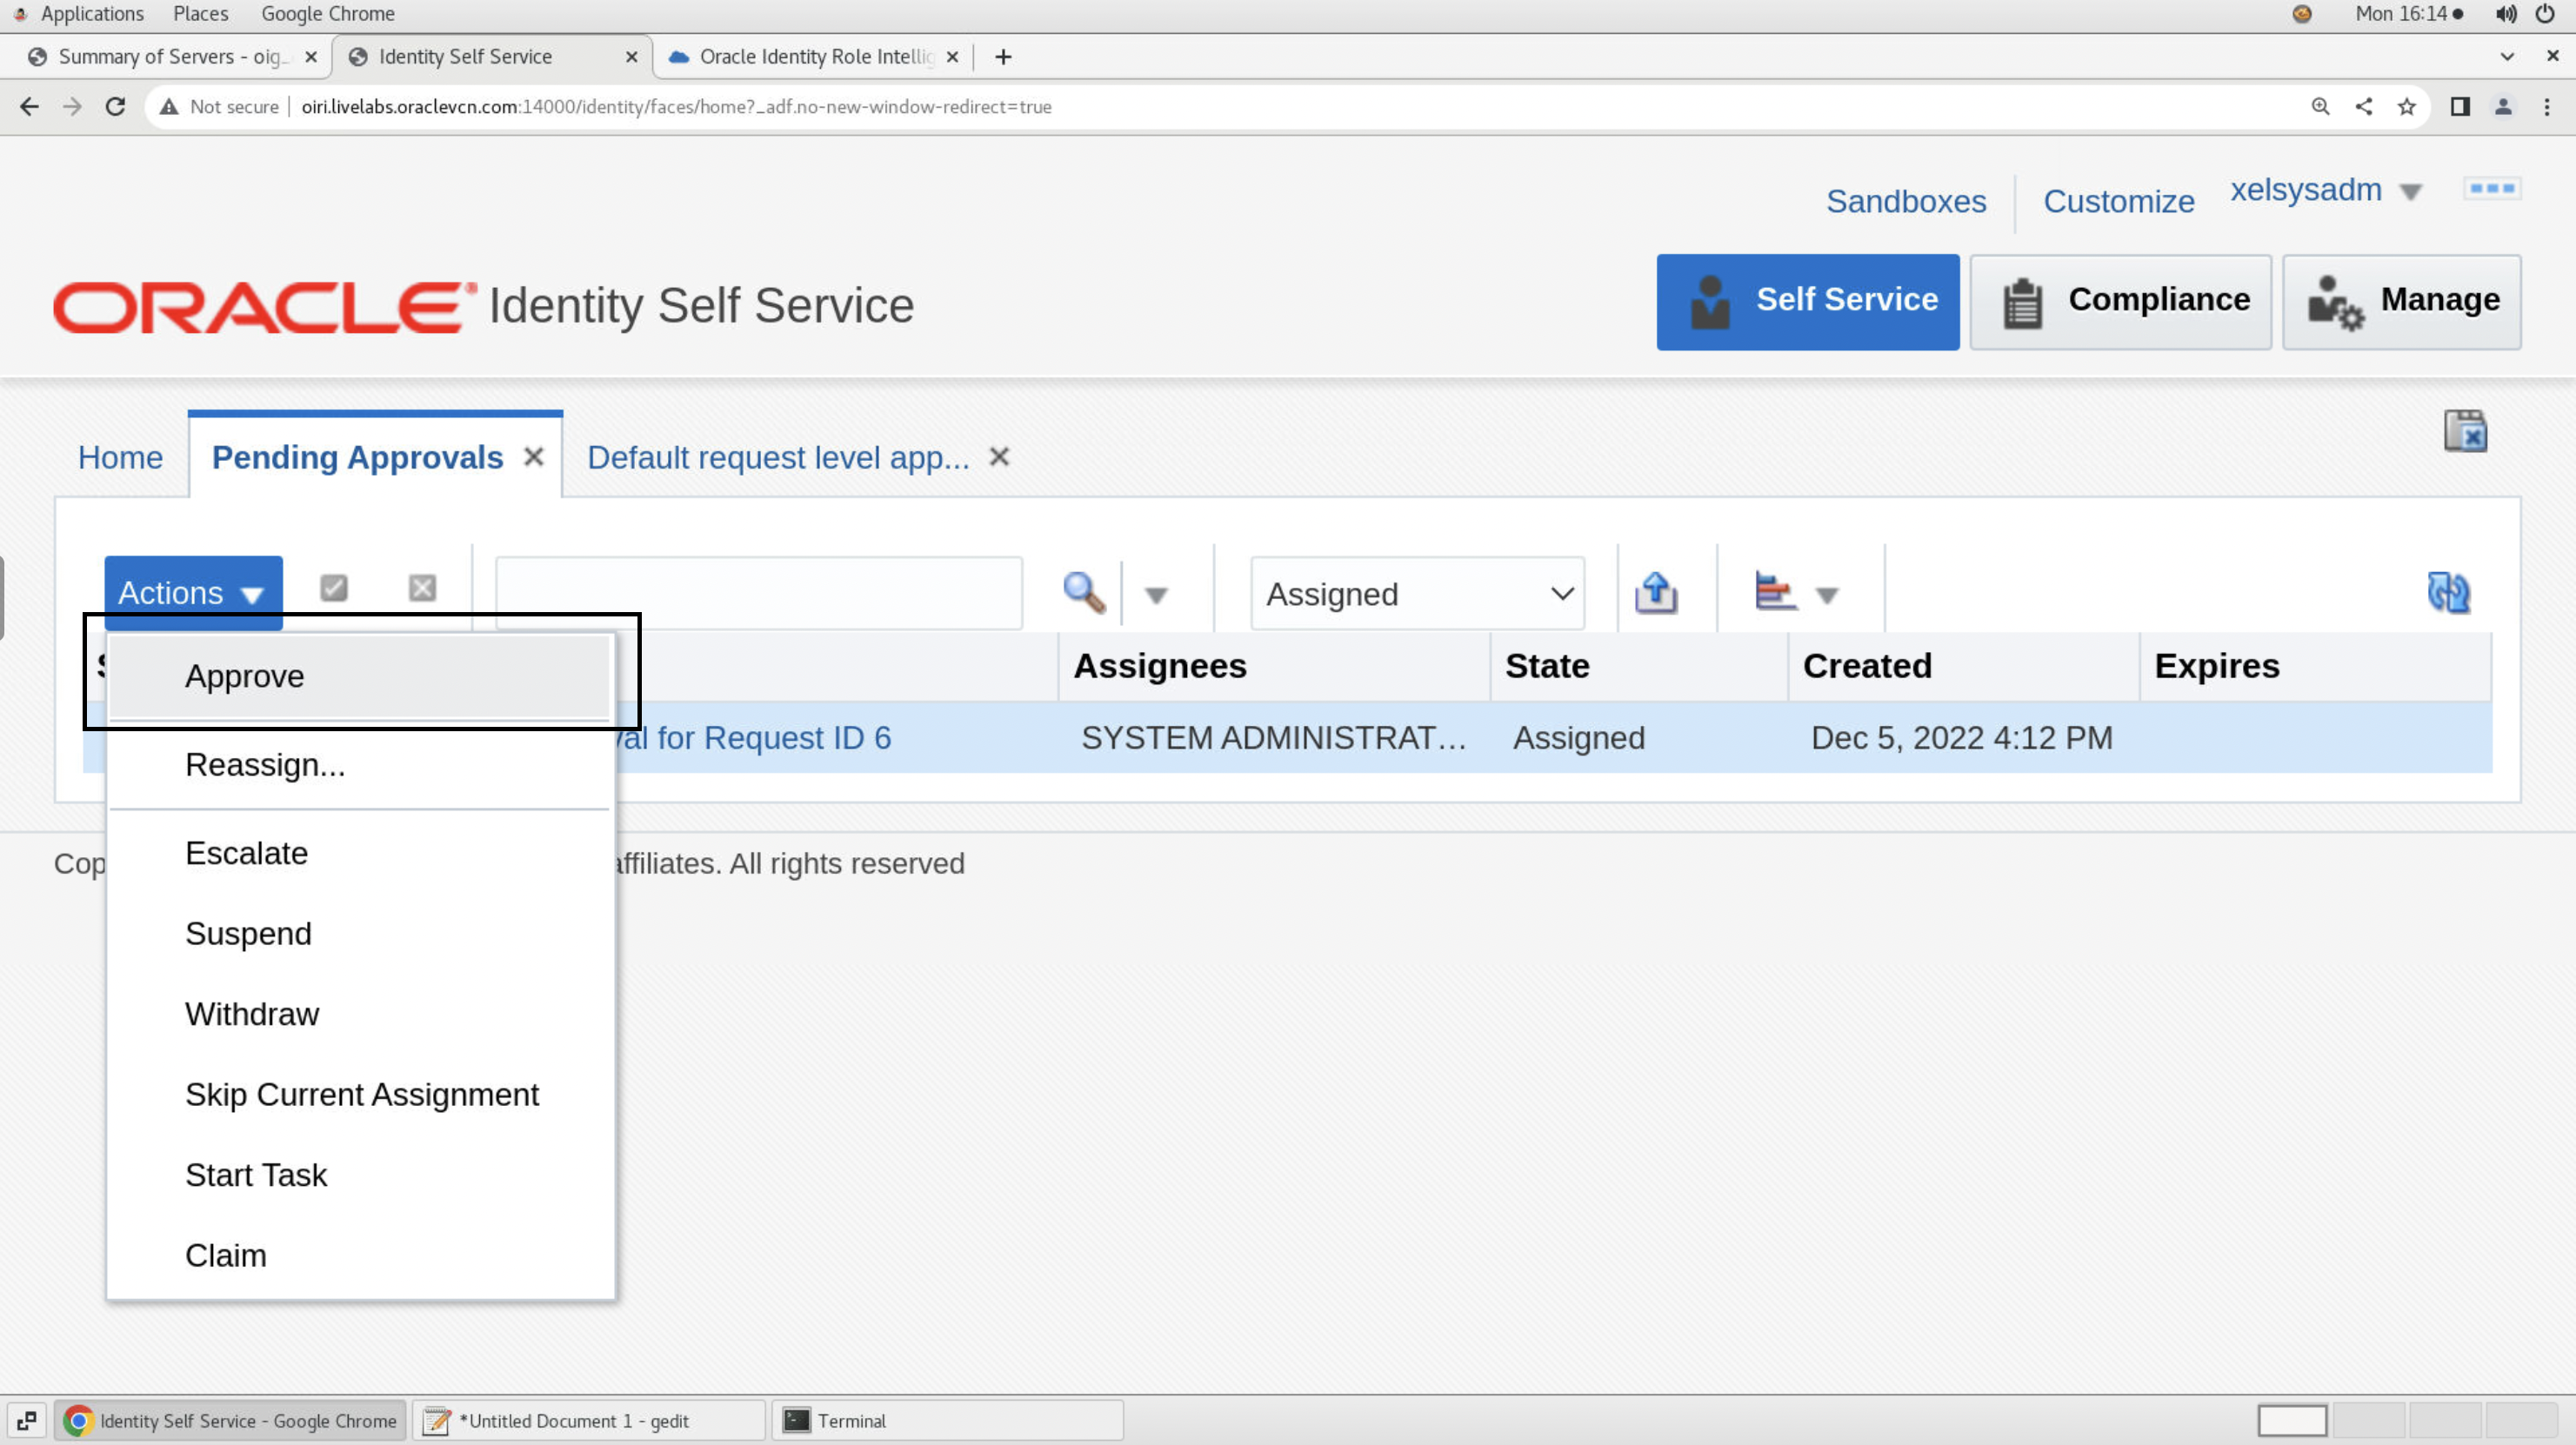 Applications Places Google Chrome Mon 16:14
Summary of Servers - oig_ Identity Self Service Oracle Identity Role Intellig
Not secure oiri.livelabs.oraclevcn.com:14000/identity/faces/home?_adf.no-new-window-redirect=true
Sandboxes Customize xelsysadm
ORACLE Identity Self Service Self Service Compliance Manage
Home Pending Approvals Default request level app...
Actions Assigned
Approve Assignees State Created Expires
val for Request ID 6 SYSTEM ADMINISTRAT... Assigned Dec 5, 2022 4:12 PM
Reassign...
Escalate
Cop affiliates. All rights reserved
Suspend
Withdraw
Skip Current Assignment
Start Task
Claim
Identity Self Service - Google Chrome *Untitled Document 1 - gedit Terminal